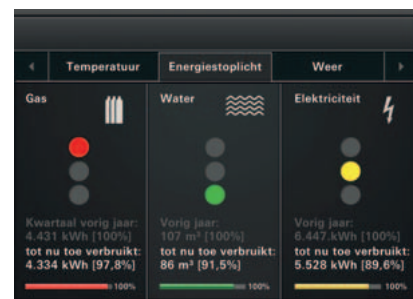 Temperatuur
Energiestoplicht
Weer
Gas
Kwartaal vorig jaar:
4.431 kWh [100%]
tot nu toe verbruikt:
4.334 kWh [97,8%]
100%
Water
Vorig jaar:
107 m³ [100%]
tot nu toe verbruikt:
86 m³ [91,5%]
100%
Elektriciteit
Vorig jaar:
6.447.kWh [100%]
tot nu toe verbruikt:
5.528 kWh [89,6%]
100%